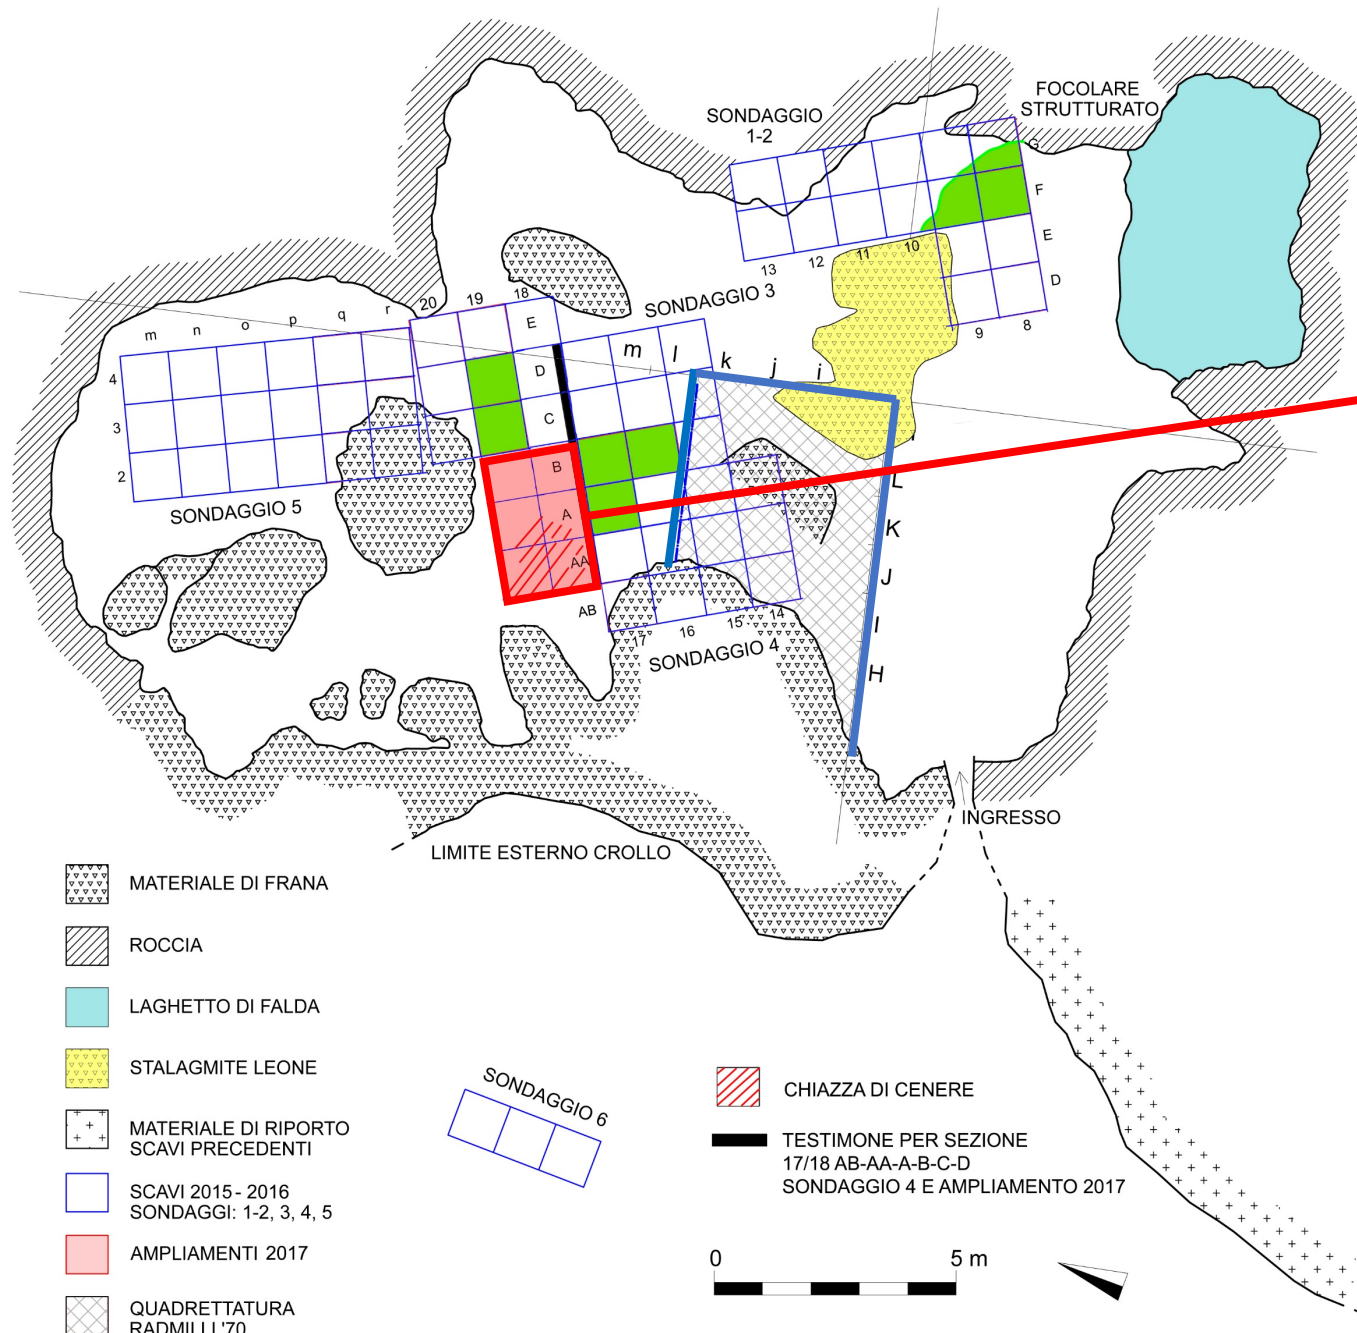 FOCOLARE
STRUTTURATO
SONDAGGIO
1-2
G
F
E
D
13 12 11 10
9 8
SONDAGGIO 3
m n o p q r 20 19 18
4
3
2
E
D
C
B
A
AA
AB
m l k j i
L
K
J
I
H
17 16 15 14
SONDAGGIO 5
SONDAGGIO 4
INGRESSO
LIMITE ESTERNO CROLLO
MATERIALE DI FRANA
ROCCIA
LAGHETTO DI FALDA
STALAGMITE LEONE
MATERIALE DI RIPORTO
SCAVI PRECEDENTI
SCAVI 2015 - 2016
SONDAGGI: 1-2, 3, 4, 5
AMPLIAMENTI 2017
QUADRETTATURA
RADMILLI '70
SONDAGGIO 6
CHIAZZA DI CENERE
TESTIMONE PER SEZIONE
17/18 AB-AA-A-B-C-D
SONDAGGIO 4 E AMPLIAMENTO 2017
0 5 m